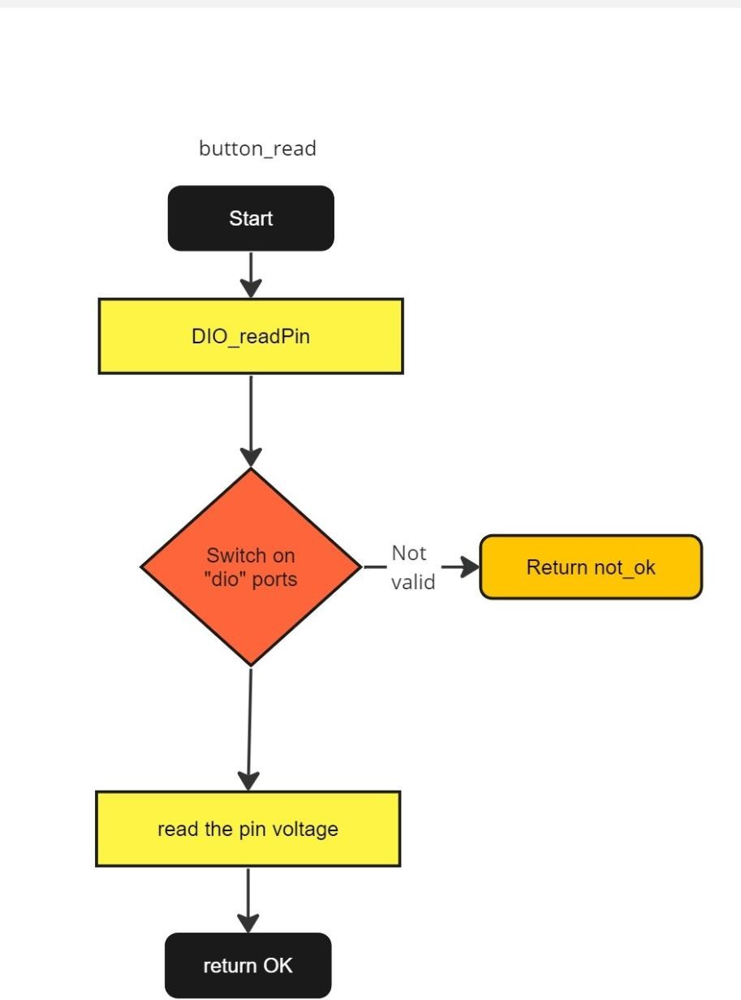 button_read
Start
DIO_readPin
Switch on
"dio" ports
Not
valid
Return not_ok
read the pin voltage
return OK